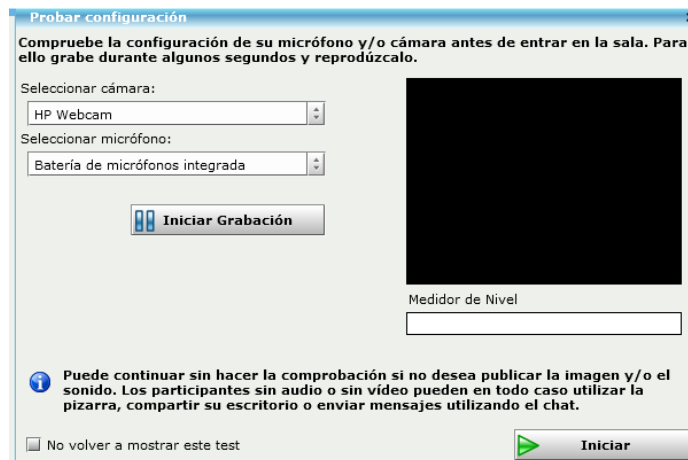 Probar configuración
Compruebe la configuración de su micrófono y/o cámara antes de entrar en la sala. Para
ello grabe durante algunos segundos y reprodúzcalo.
Seleccionar cámara:
HP Webcam
Seleccionar micrófono:
Batería de micrófonos integrada
Iniciar Grabación
Medidor de Nivel
Puede continuar sin hacer la comprobación si no desea publicar la imagen y/o el
sonido. Los participantes sin audio o sin vídeo pueden en todo caso utilizar la
pizarra, compartir su escritorio o enviar mensajes utilizando el chat.
No volver a mostrar este test
Iniciar